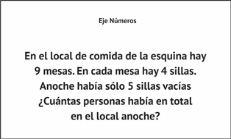 Eje Números
En el local de comida de la esquina hay
9 mesas. En cada mesa hay 4 sillas.
Anoche había sólo 5 sillas vacías
¿Cuántas personas había en total
en el local anoche?